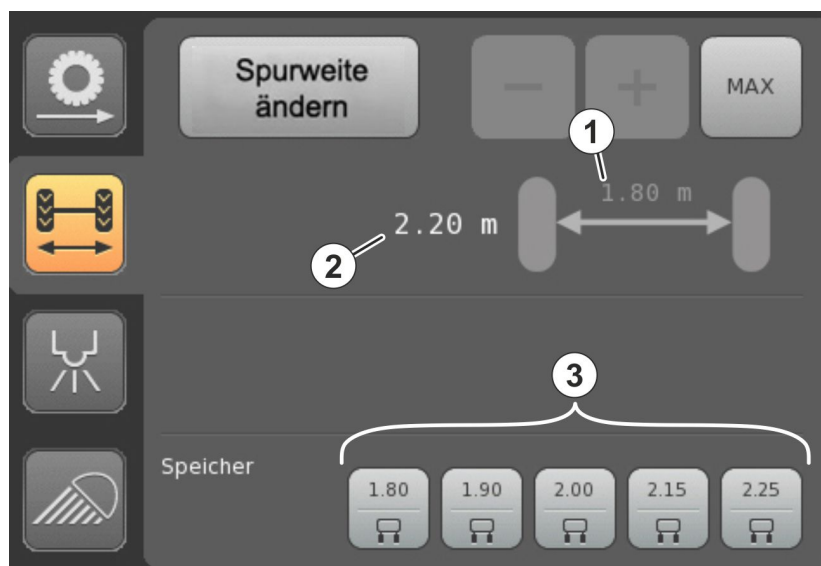 Spurweite
ändern
− + MAX
1
1.80 m
2.20 m
2
3
Speicher
1.80 1.90 2.00 2.15 2.25